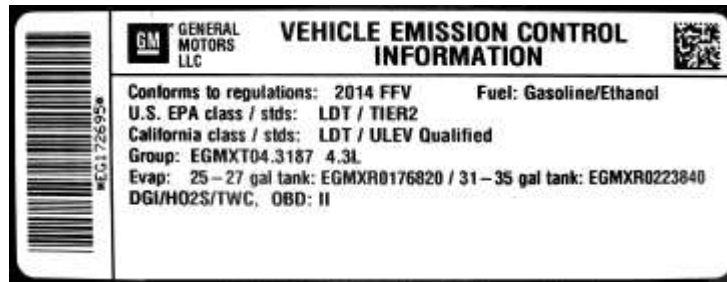 *EG172695*
GM
GENERAL
MOTORS
LLC
VEHICLE EMISSION CONTROL
INFORMATION
Conforms to regulations: 2014 FFV Fuel: Gasoline/Ethanol
U.S. EPA class / stds: LDT / TIER2
California class / stds: LDT / ULEV Qualified
Group: EGMXT04.3187 4.3L
Evap: 25–27 gal tank: EGMXR0176820 / 31–35 gal tank: EGMXR0223840
DGI/HO2S/TWC, OBD: II